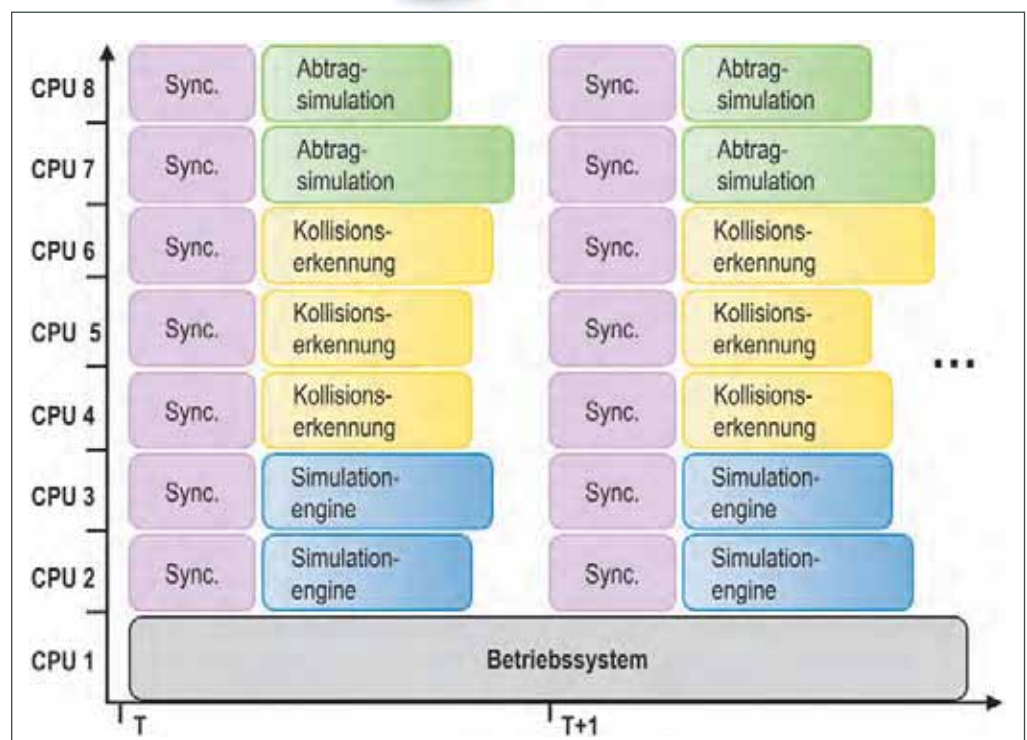 CPU 8
Sync.
Abtrag-
simulation
Sync.
Abtrag-
simulation
CPU 7
Sync.
Abtrag-
simulation
Sync.
Abtrag-
simulation
CPU 6
Sync.
Kollisions-
erkennung
Sync.
Kollisions-
erkennung
CPU 5
Sync.
Kollisions-
erkennung
Sync.
Kollisions-
erkennung
...
CPU 4
Sync.
Kollisions-
erkennung
Sync.
Kollisions-
erkennung
CPU 3
Sync.
Simulation-
engine
Sync.
Simulation-
engine
CPU 2
Sync.
Simulation-
engine
Sync.
Simulation-
engine
CPU 1
Betriebssystem
T
T+1